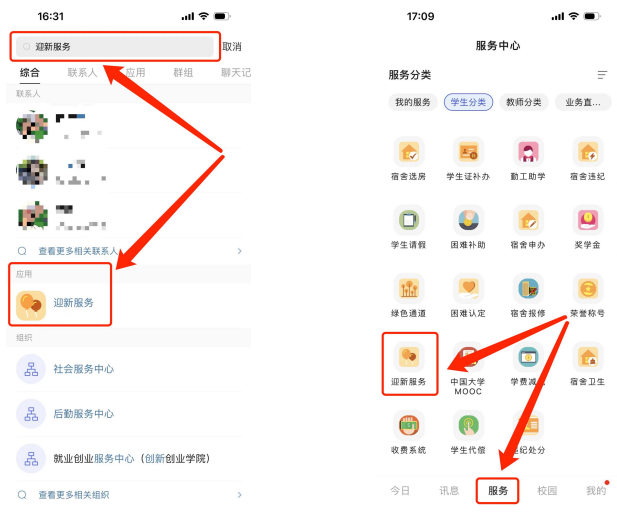 16:31
迎新服务
取消
综合
联系人
应用
群组
聊天记
联系人
查看更多相关联系人
应用
迎新服务
组织
社会服务中心
后勤服务中心
就业创业服务中心（创新创业学院）
查看更多相关组织
17:09
服务中心
服务分类
我的服务
学生分类
教师分类
业务直...
宿舍选房
学生证补办
勤工助学
宿舍违纪
学生请假
困难补助
宿舍申办
奖学金
绿色通道
困难认定
宿舍报修
荣誉称号
迎新服务
中国大学
MOOC
学费减
宿舍卫生
收费系统
学生代偿
纪处分
今日
讯息
服务
校园
我的